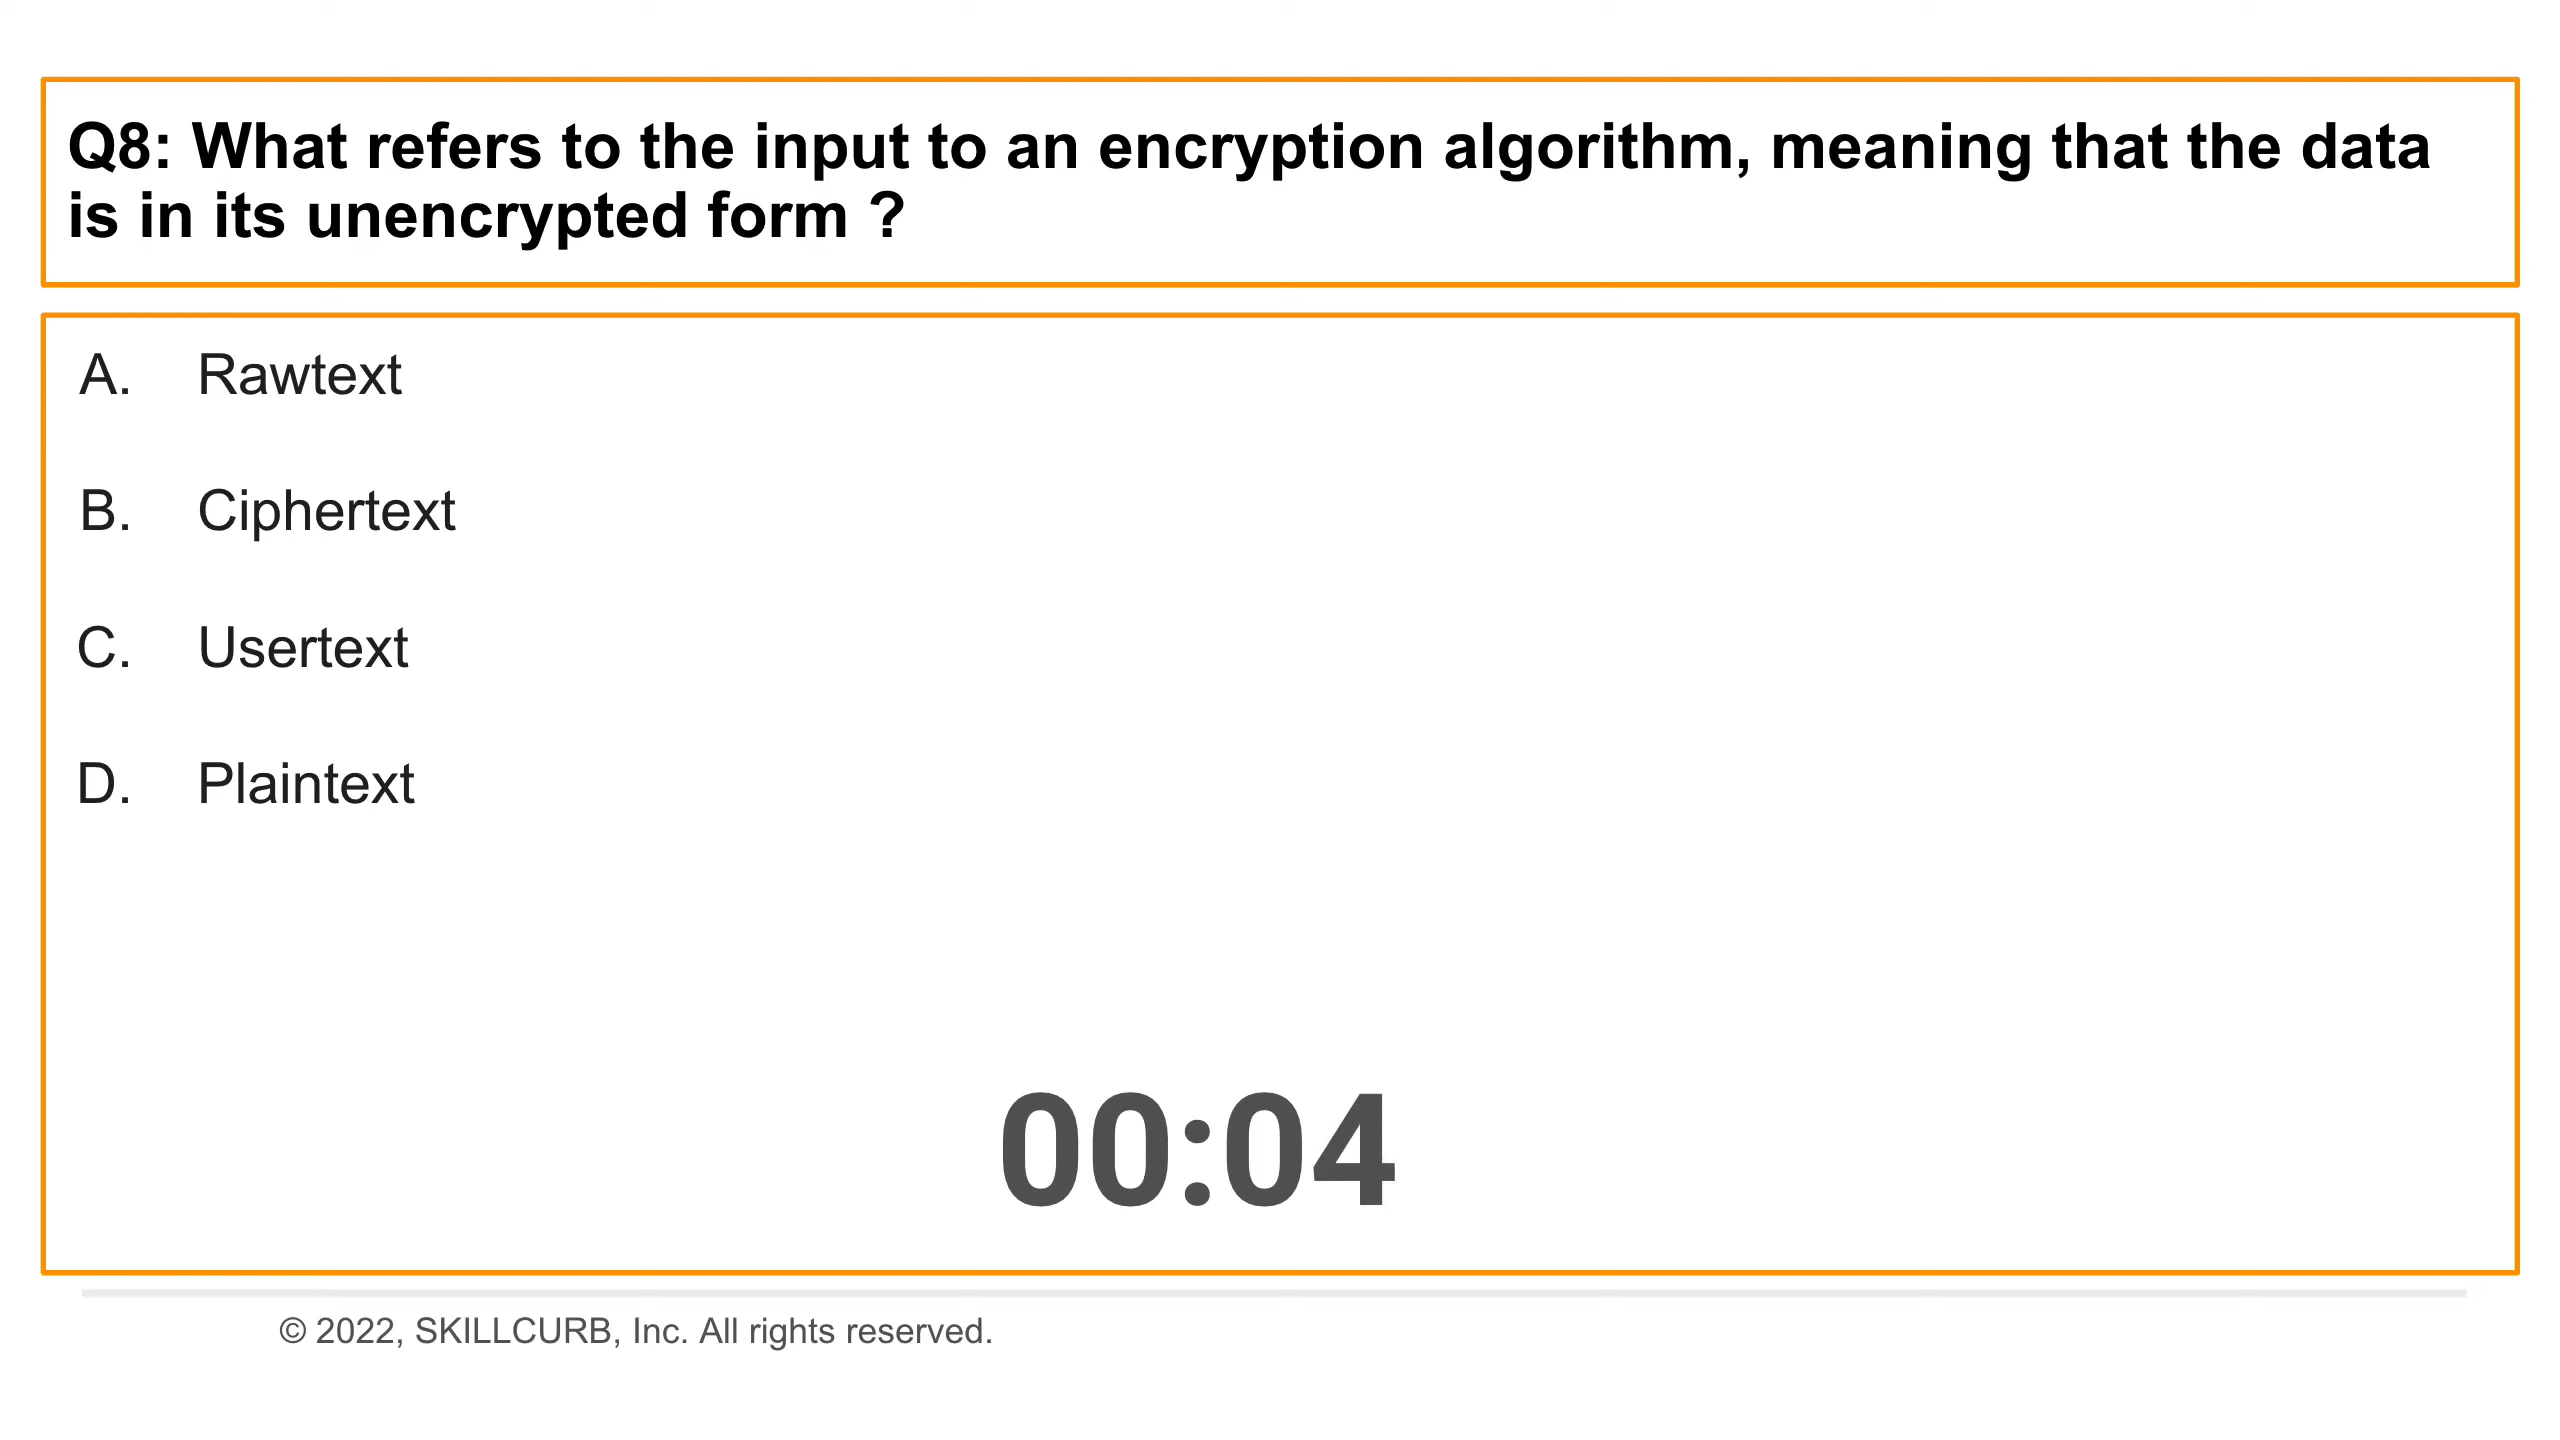 Q8: What refers to the input to an encryption algorithm, meaning that the data
is in its unencrypted form ?
A. Rawtext
B. Ciphertext
C. Usertext
D. Plaintext
00:04
© 2022, SKILLCURB, Inc. All rights reserved.